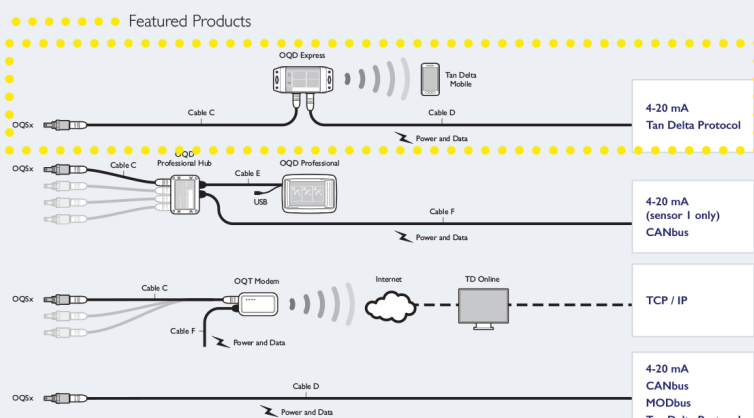 Featured Products
OQD Express
Tan Delta
Mobile
Cable C
Cable D
OQSx
Power and Data
4-20 mA
Tan Delta Protocol
OQD
Professional Hub
OQD Professional
OQSx
Cable C
Cable E
USB
Cable F
Power and Data
4-20 mA
(sensor 1 only)
CANbus
OQT Modem
Internet
TD Online
Cable C
OQSx
Cable F
Power and Data
TCP / IP
Cable D
OQSx
Power and Data
4-20 mA
CANbus
MODbus
Tan Delta Protocol